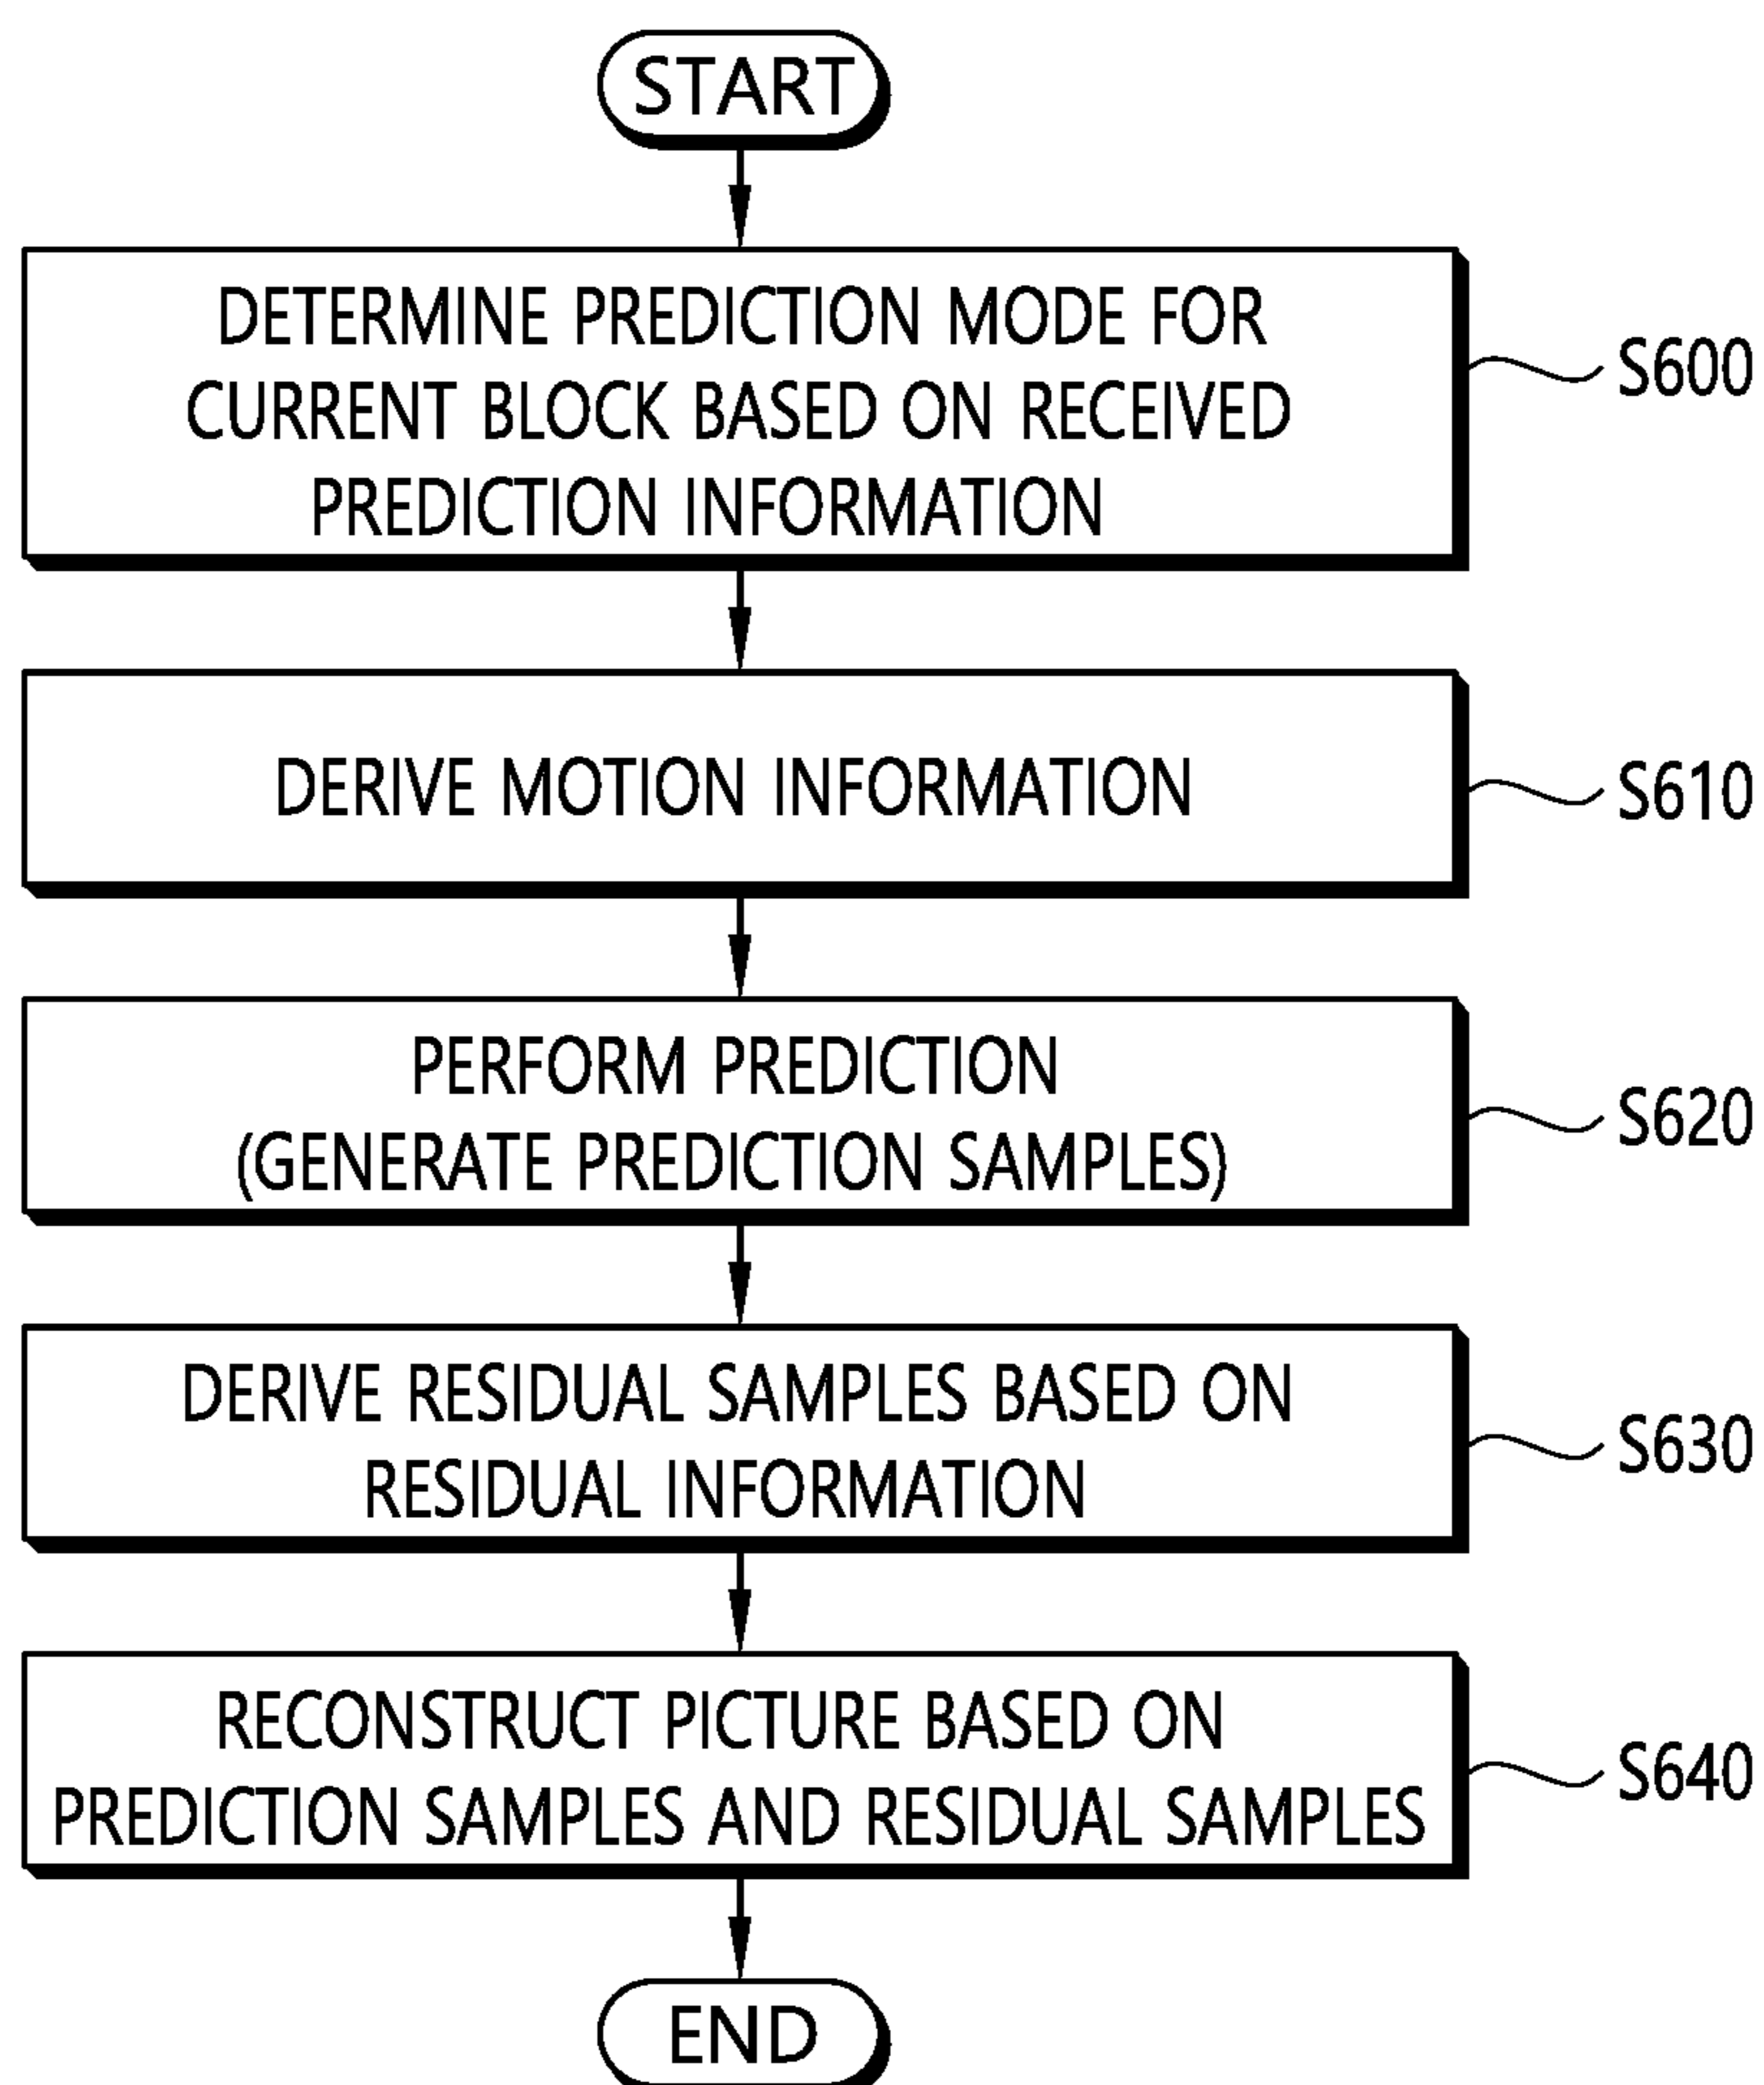 START
DETERMINE PREDICTION MODE FOR
CURRENT BLOCK BASED ON RECEIVED
PREDICTION INFORMATION
S600
DERIVE MOTION INFORMATION
S610
PERFORM PREDICTION
(GENERATE PREDICTION SAMPLES)
S620
DERIVE RESIDUAL SAMPLES BASED ON
RESIDUAL INFORMATION
S630
RECONSTRUCT PICTURE BASED ON
PREDICTION SAMPLES AND RESIDUAL SAMPLES
S640
END